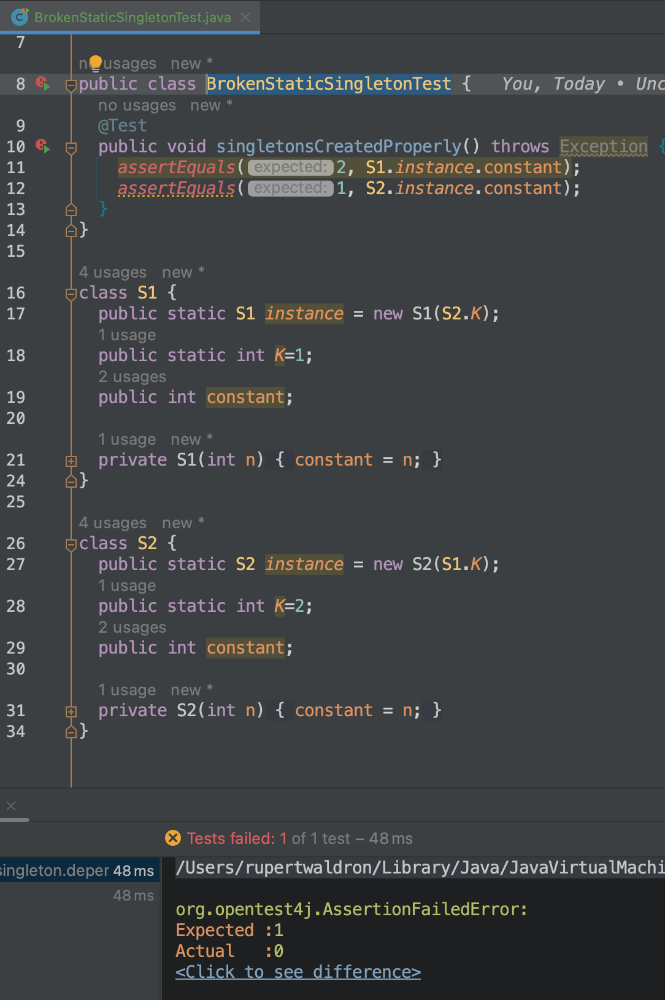 BrokenStaticSingletonTest.java
7
usages new *
8 public class BrokenStaticSingletonTest { You, Today • Unc
no usages new *
9 @Test
10 public void singletonsCreatedProperly() throws Exception {
11 assertEquals( expected: 2, S1.instance.constant);
12 assertEquals( expected: 1, S2.instance.constant);
13 }
14 }
15
4 usages new *
16 class S1 {
17 public static S1 instance = new S1(S2.K);
1 usage
18 public static int K=1;
2 usages
19 public int constant;
20
1 usage new *
21 private S1(int n) { constant = n; }
24 }
25
4 usages new *
26 class S2 {
27 public static S2 instance = new S2(S1.K);
1 usage
28 public static int K=2;
2 usages
29 public int constant;
30
1 usage new *
31 private S2(int n) { constant = n; }
34 }
Tests failed: 1 of 1 test – 48 ms
singleton.deper 48 ms
48 ms
/Users/rupertwaldron/Library/Java/JavaVirtualMachi
org.opentest4j.AssertionFailedError:
Expected :1
Actual :0
<Click to see difference>